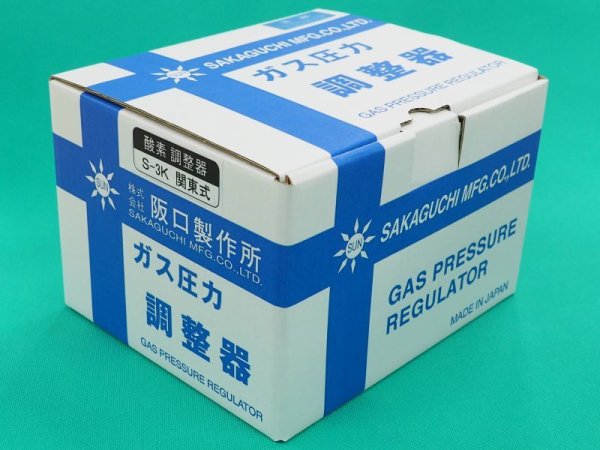 SUN
SAKAGUCHI MFG.CO.,LTD.
ガス圧力
調整器
GAS PRESSURE REGULATOR
酸素 調整器
S-3K 関東式
SUN
株式
会社 阪口製作所
SAKAGUCHI MFG.CO.,LTD.
ガス圧力
調整器
GAS PRESSURE REGULATOR
SUN
SAKAGUCHI MFG.CO.,LTD.
GAS PRESSURE
REGULATOR
MADE IN JAPAN